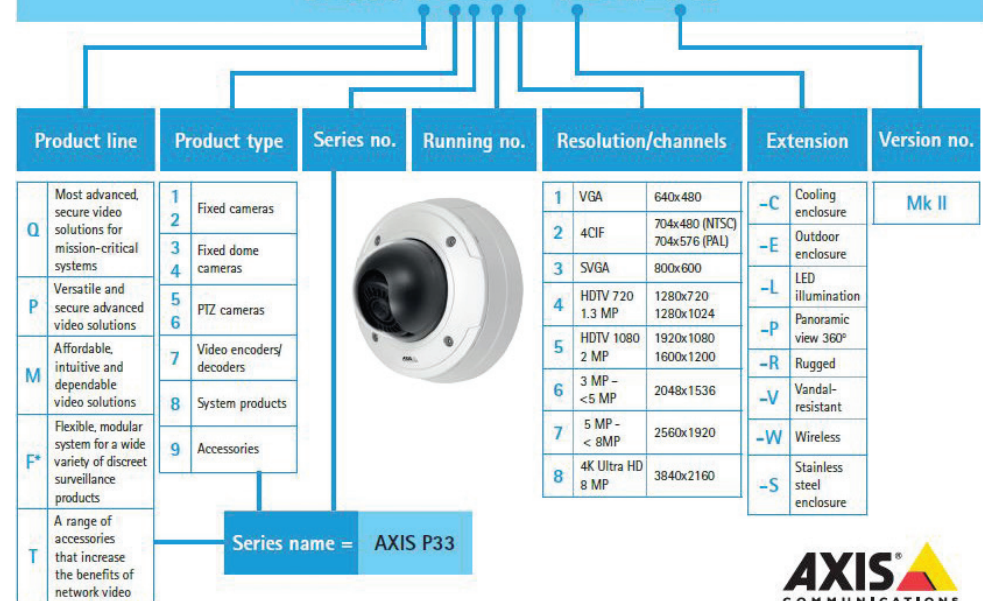 Product line
Product type
Series no.
Running no.
Resolution/channels
Extension
Version no.
Q
Most advanced,
secure video
solutions for
mission-critical
systems
P
Versatile and
secure advanced
video solutions
M
Affordable,
intuitive and
dependable
video solutions
F*
Flexible, modular
system for a wide
variety of discreet
surveillance
products
T
A range of
accessories
that increase
the benefits of
network video
1
2
Fixed cameras
3
4
Fixed dome
cameras
5
6
PTZ cameras
7
Video encoders/
decoders
8
System products
9
Accessories
1 VGA 640x480
2 4CIF 704x480 (NTSC)
704x576 (PAL)
3 SVGA 800x600
4 HDTV 720 1280x720
1.3 MP 1280x1024
5 HDTV 1080 1920x1080
2 MP 1600x1200
6 3 MP – 2048x1536
<5 MP
7 5 MP - 2560x1920
< 8MP
8 4K Ultra HD 3840x2160
8 MP
-C Cooling
enclosure
-E Outdoor
enclosure
-L LED
illumination
-P Panoramic
view 360°
-R Rugged
-V Vandal-
resistant
-W Wireless
-S Stainless
steel
enclosure
Mk II
Series name = AXIS P33
AXIS®
COMMUNICATIONS